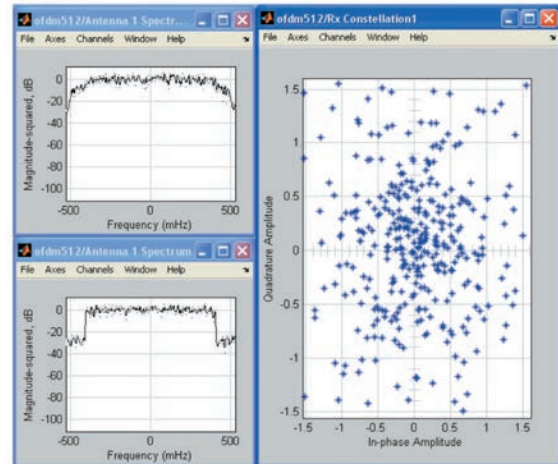 ofdm512/Antenna 1 Spectr...
File Axes Channels Window Help
Magnitude-squared, dB
0
-20
-40
-60
-80
-100
-500 0 500
Frequency (mHz)
ofdm512/Antenna 1 Spectrum
File Axes Channels Window Help
Magnitude-squared, dB
0
-20
-40
-60
-80
-100
-500 0 500
Frequency (mHz)
ofdm512/Rx Constellation1
File Axes Channels Window Help
Quadrature Amplitude
1.5
1
0.5
0
-0.5
-1
-1.5
-1.5 -1 -0.5 0 0.5 1 1.5
In-phase Amplitude